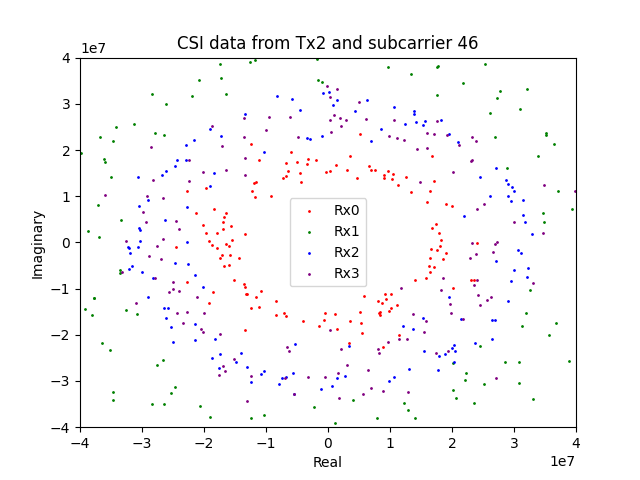 CSI data from Tx2 and subcarrier 46
1e7
4
3
2
1
0
−1
−2
−3
−4
Imaginary
Rx0
Rx1
Rx2
Rx3
−4 −3 −2 −1 0 1 2 3 4
Real
1e7